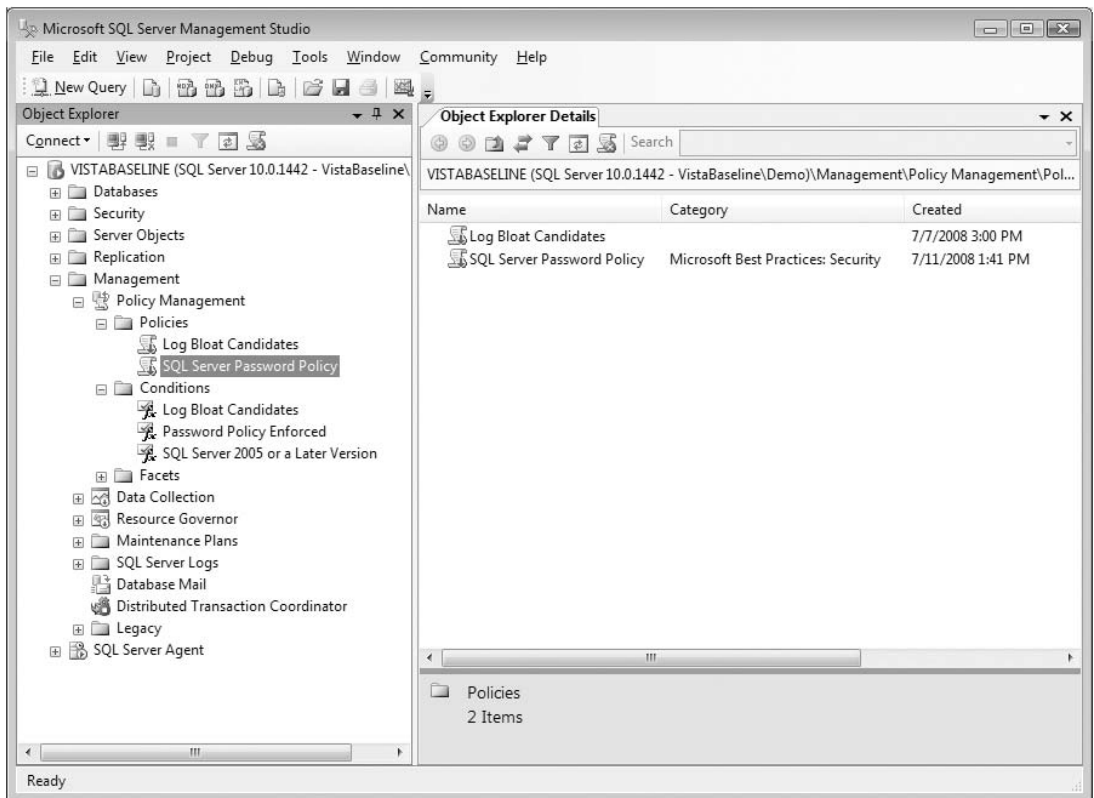 Microsoft SQL Server Management Studio
File Edit View Project Debug Tools Window Community Help
New Query
Object Explorer
Connect
VISTABASELINE (SQL Server 10.0.1442 - VistaBaseline\
Databases
Security
Server Objects
Replication
Management
Policy Management
Policies
Log Bloat Candidates
SQL Server Password Policy
Conditions
Log Bloat Candidates
Password Policy Enforced
SQL Server 2005 or a Later Version
Facets
Data Collection
Resource Governor
Maintenance Plans
SQL Server Logs
Database Mail
Distributed Transaction Coordinator
Legacy
SQL Server Agent
Object Explorer Details
Search
VISTABASELINE (SQL Server 10.0.1442 - VistaBaseline\Demo)\Management\Policy Management\Pol...
Name Category Created
Log Bloat Candidates 7/7/2008 3:00 PM
SQL Server Password Policy Microsoft Best Practices: Security 7/11/2008 1:41 PM
Policies
2 Items
Ready